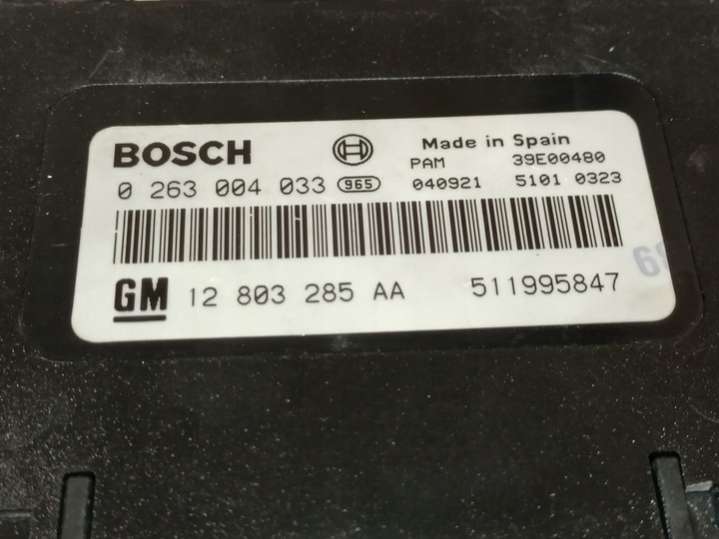 BOSCH
Made in Spain
PAM 39E00480
0 263 004 033 965 040921 5101 0323
GM 12 803 285 AA 511995847